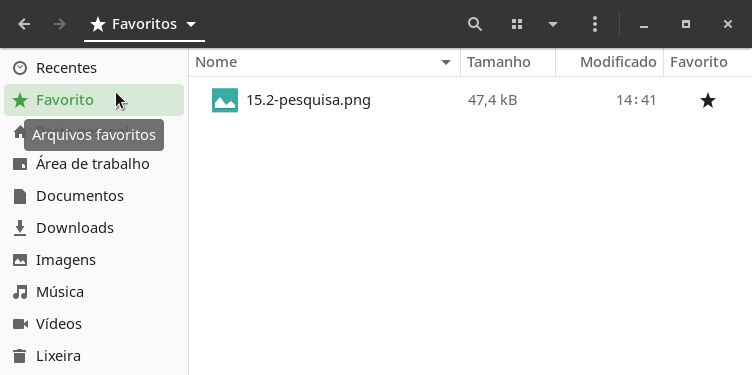 Favoritos
Nome Tamanho Modificado Favorito
Recentes
Favorito
15.2-pesquisa.png 47,4 kB 14:41
Arquivos favoritos
Área de trabalho
Documentos
Downloads
Imagens
Música
Vídeos
Lixeira